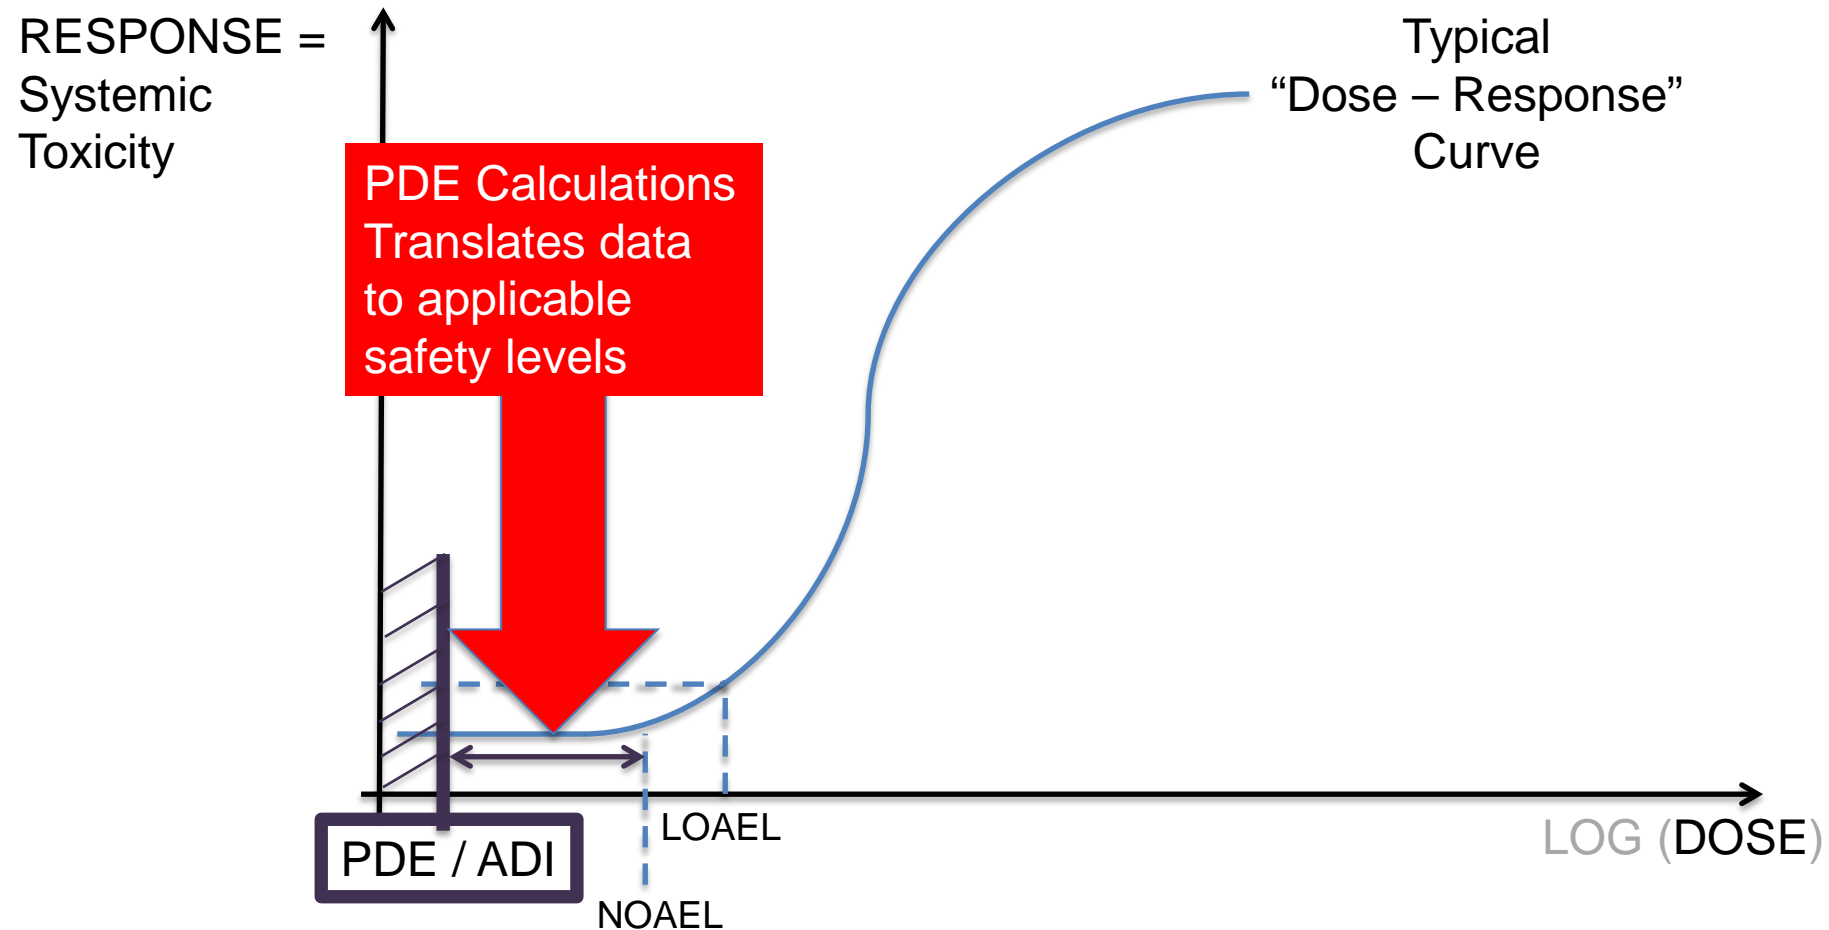 RESPONSE =
Systemic
Toxicity
Typical
“Dose – Response”
Curve
PDE Calculations
Translates data
to applicable
safety levels
LOAEL
LOG (DOSE)
PDE / ADI
NOAEL